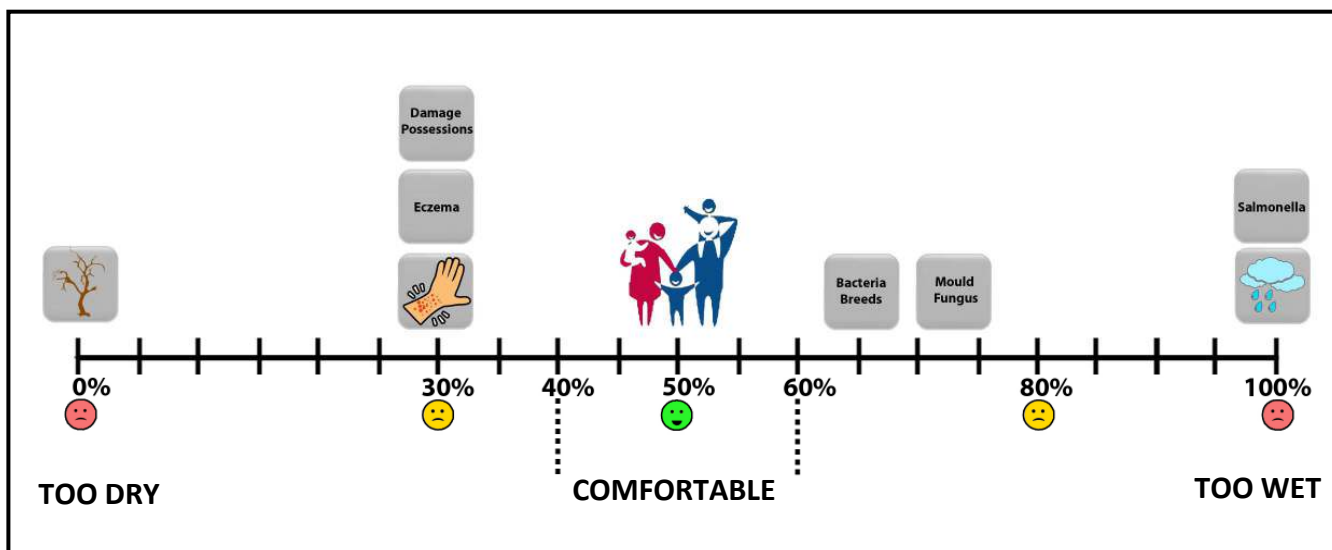 Damage
Possessions
Eczema
Salmonella
Bacteria
Breeds
Mould
Fungus
0%
30%
40%
50%
60%
80%
100%
TOO DRY
COMFORTABLE
TOO WET